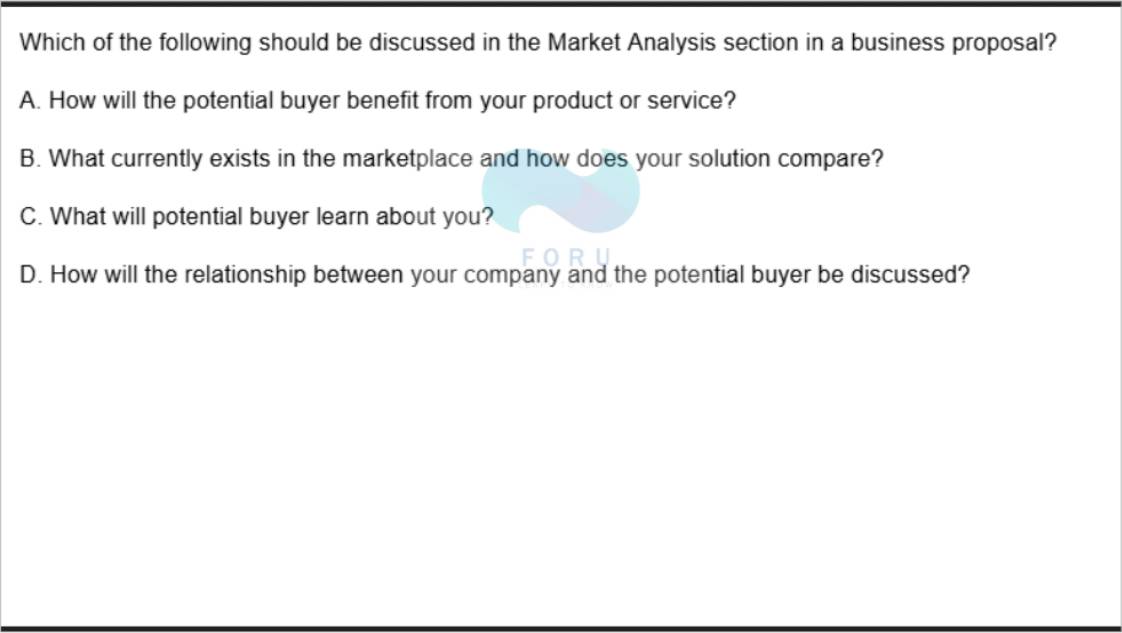 Which of the following should be discussed in the Market Analysis section in a business proposal?
A. How will the potential buyer benefit from your product or service?
B. What currently exists in the marketplace and how does your solution compare?
C. What will potential buyer learn about you?
FORU
D. How will the relationship between your company and the potential buyer be discussed?